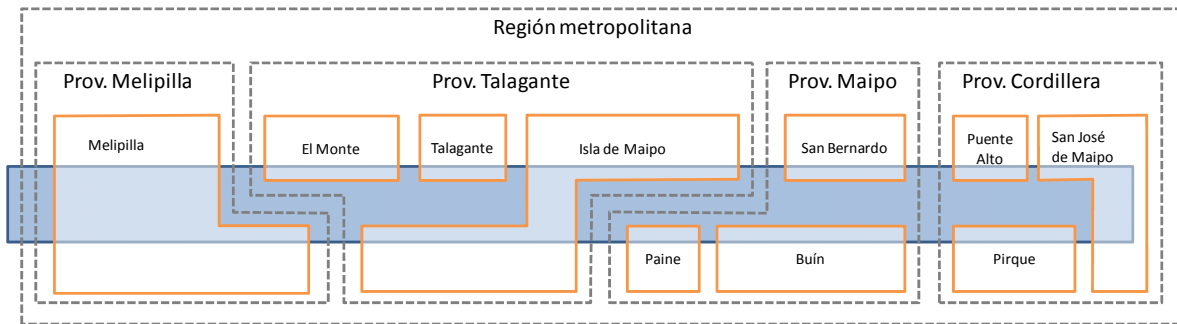 Región metropolitana
Prov. Melipilla
Prov. Talagante
Prov. Maipo
Prov. Cordillera
Melipilla
El Monte
Talagante
Isla de Maipo
San Bernardo
Puente
Alto
San José
de Maipo
Paine
Buín
Pirque